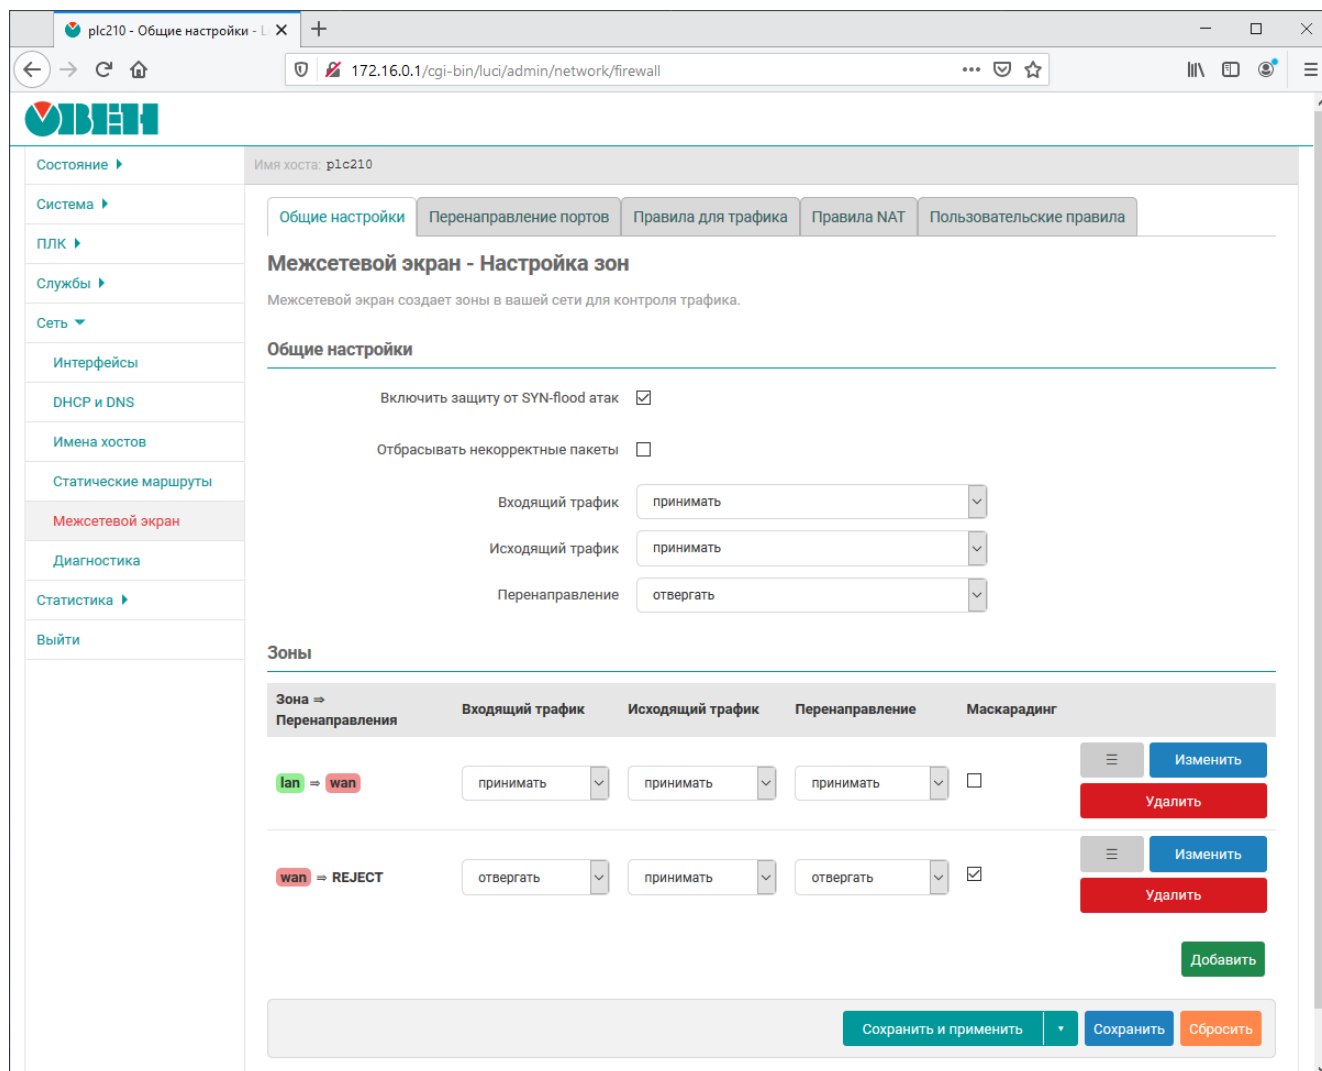 plc210 - Общие настройки - L
172.16.0.1/cgi-bin/luci/admin/network/firewall
ОВЕН
Состояние
Имя хоста: plc210
Система
ПЛК
Службы
Сеть
Интерфейсы
DHCP и DNS
Имена хостов
Статические маршруты
Межсетевой экран
Диагностика
Статистика
Выйти
Общие настройки Перенаправление портов Правила для трафика Правила NAT Пользовательские правила
Межсетевой экран - Настройка зон
Межсетевой экран создает зоны в вашей сети для контроля трафика.
Общие настройки
Включить защиту от SYN-flood атак
Отбрасывать некорректные пакеты
Входящий трафик принимать
Исходящий трафик принимать
Перенаправление отвергать
Зоны
Зона ⇒
Перенаправления Входящий трафик Исходящий трафик Перенаправление Маскарадинг
lan ⇒ wan принимать принимать принимать Изменить
Удалить
wan ⇒ REJECT отвергать принимать отвергать Изменить
Удалить
Добавить
Сохранить и применить Сохранить Сбросить